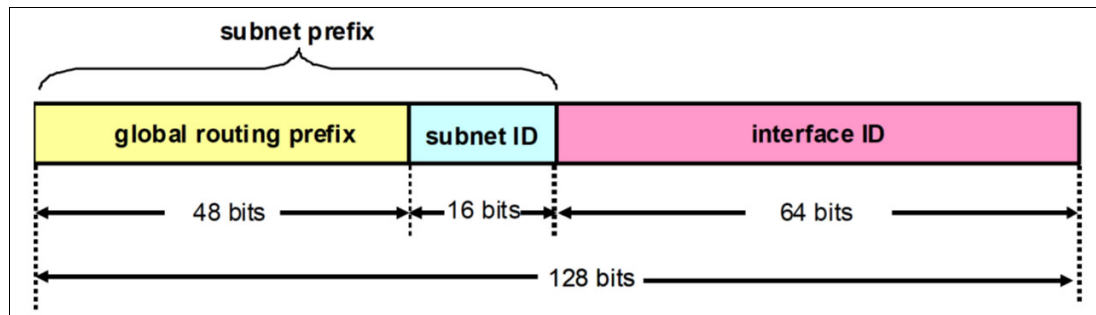 subnet prefix
global routing prefix subnet ID interface ID
48 bits 16 bits 64 bits
128 bits